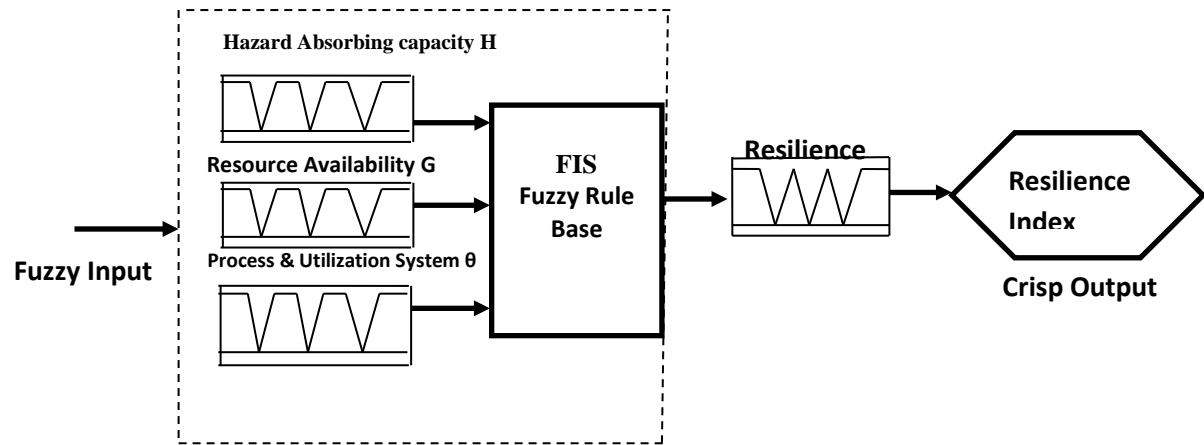 Hazard Absorbing capacity H
Resource Availability G
Process & Utilization System θ
Fuzzy Input
FIS
Fuzzy Rule
Base
Resilience
Resilience
Index
Crisp Output